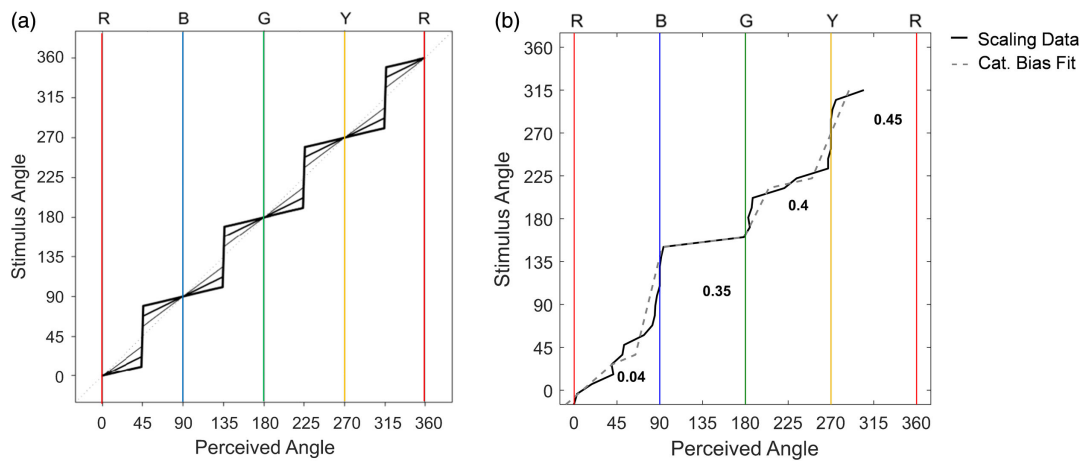 (a)
R B G Y R
360
315
270
225
180
135
90
45
0
Stimulus Angle
0 45 90 135 180 225 270 315 360
Perceived Angle
(b)
R B G Y R
360
315
270
225
180
135
90
45
0
Stimulus Angle
0.45
0.4
0.35
0.04
0 45 90 135 180 225 270 315 360
Perceived Angle
Scaling Data
Cat. Bias Fit